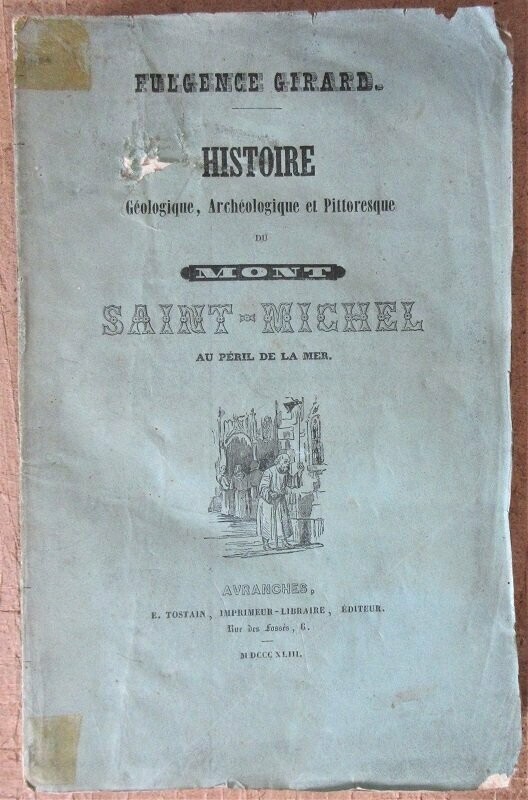 FULGENCE GIRARD.
HISTOIRE
Géologique, Archéologique et Pittoresque
DU
MONT
SAINT-MICHEL
AU PÉRIL DE LA MER.
AVRANCHES,
E. TOSTAIN, IMPRIMEUR-LIBRAIRE, ÉDITEUR.
Rue des Fossés, 6.
MDCCCXLIII.